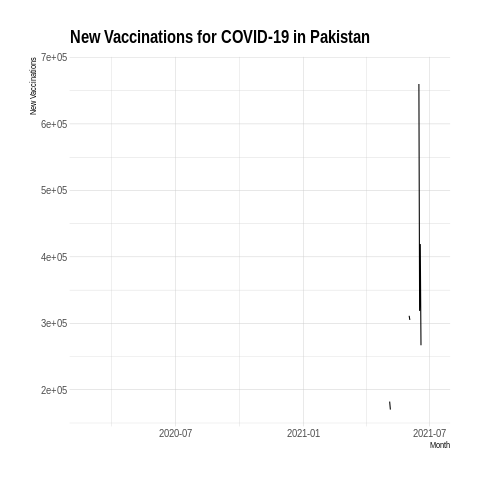 New Vaccinations for COVID-19 in Pakistan
New Vaccinations
7e+05
6e+05
5e+05
4e+05
3e+05
2e+05
2020-07
2021-01
2021-07
Month